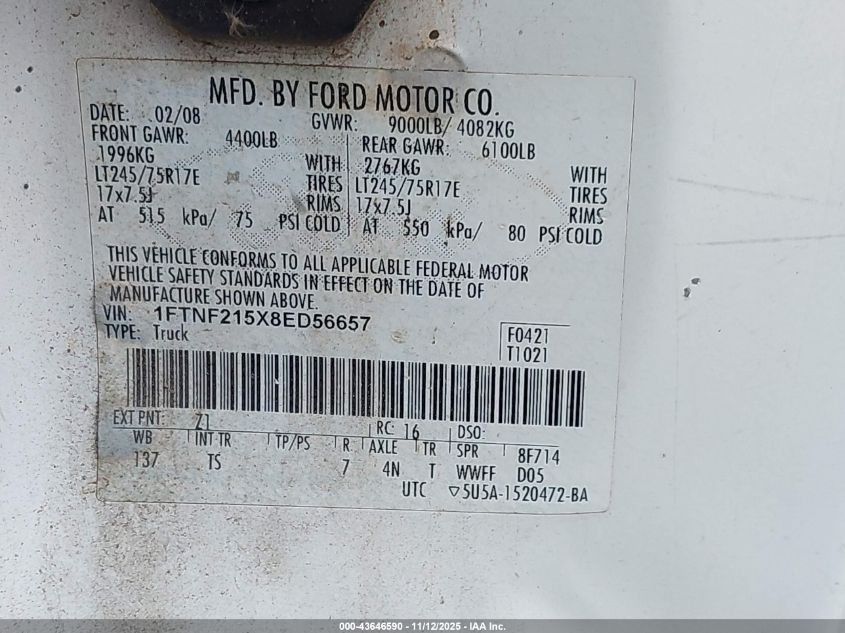 MFD. BY FORD MOTOR CO.
DATE: 02/08 GVWR: 9000LB/ 4082KG
FRONT GAWR: 4400LB REAR GAWR: 6100LB
1996KG WITH 2767KG WITH
LT245/75R17E TIRES LT245/75R17E TIRES
17x7.5J RIMS 17x7.5J RIMS
AT 515 kPa/ 75 PSI COLD AT 550 kPa/ 80 PSI COLD
THIS VEHICLE CONFORMS TO ALL APPLICABLE FEDERAL MOTOR
VEHICLE SAFETY STANDARDS IN EFFECT ON THE DATE OF
MANUFACTURE SHOWN ABOVE.
VIN: 1FTNF215X8ED56657
TYPE: Truck
F0421
T1021
EXT PNT: Z1 RC: 16 DSO:
WB INT TR TP/PS R AXLE TR SPR 8F714
137 TS 7 4N T WWFF D05
UTC ▽5U5A-1520472-BA
000-43646590 - 11/12/2025 - IAA Inc.